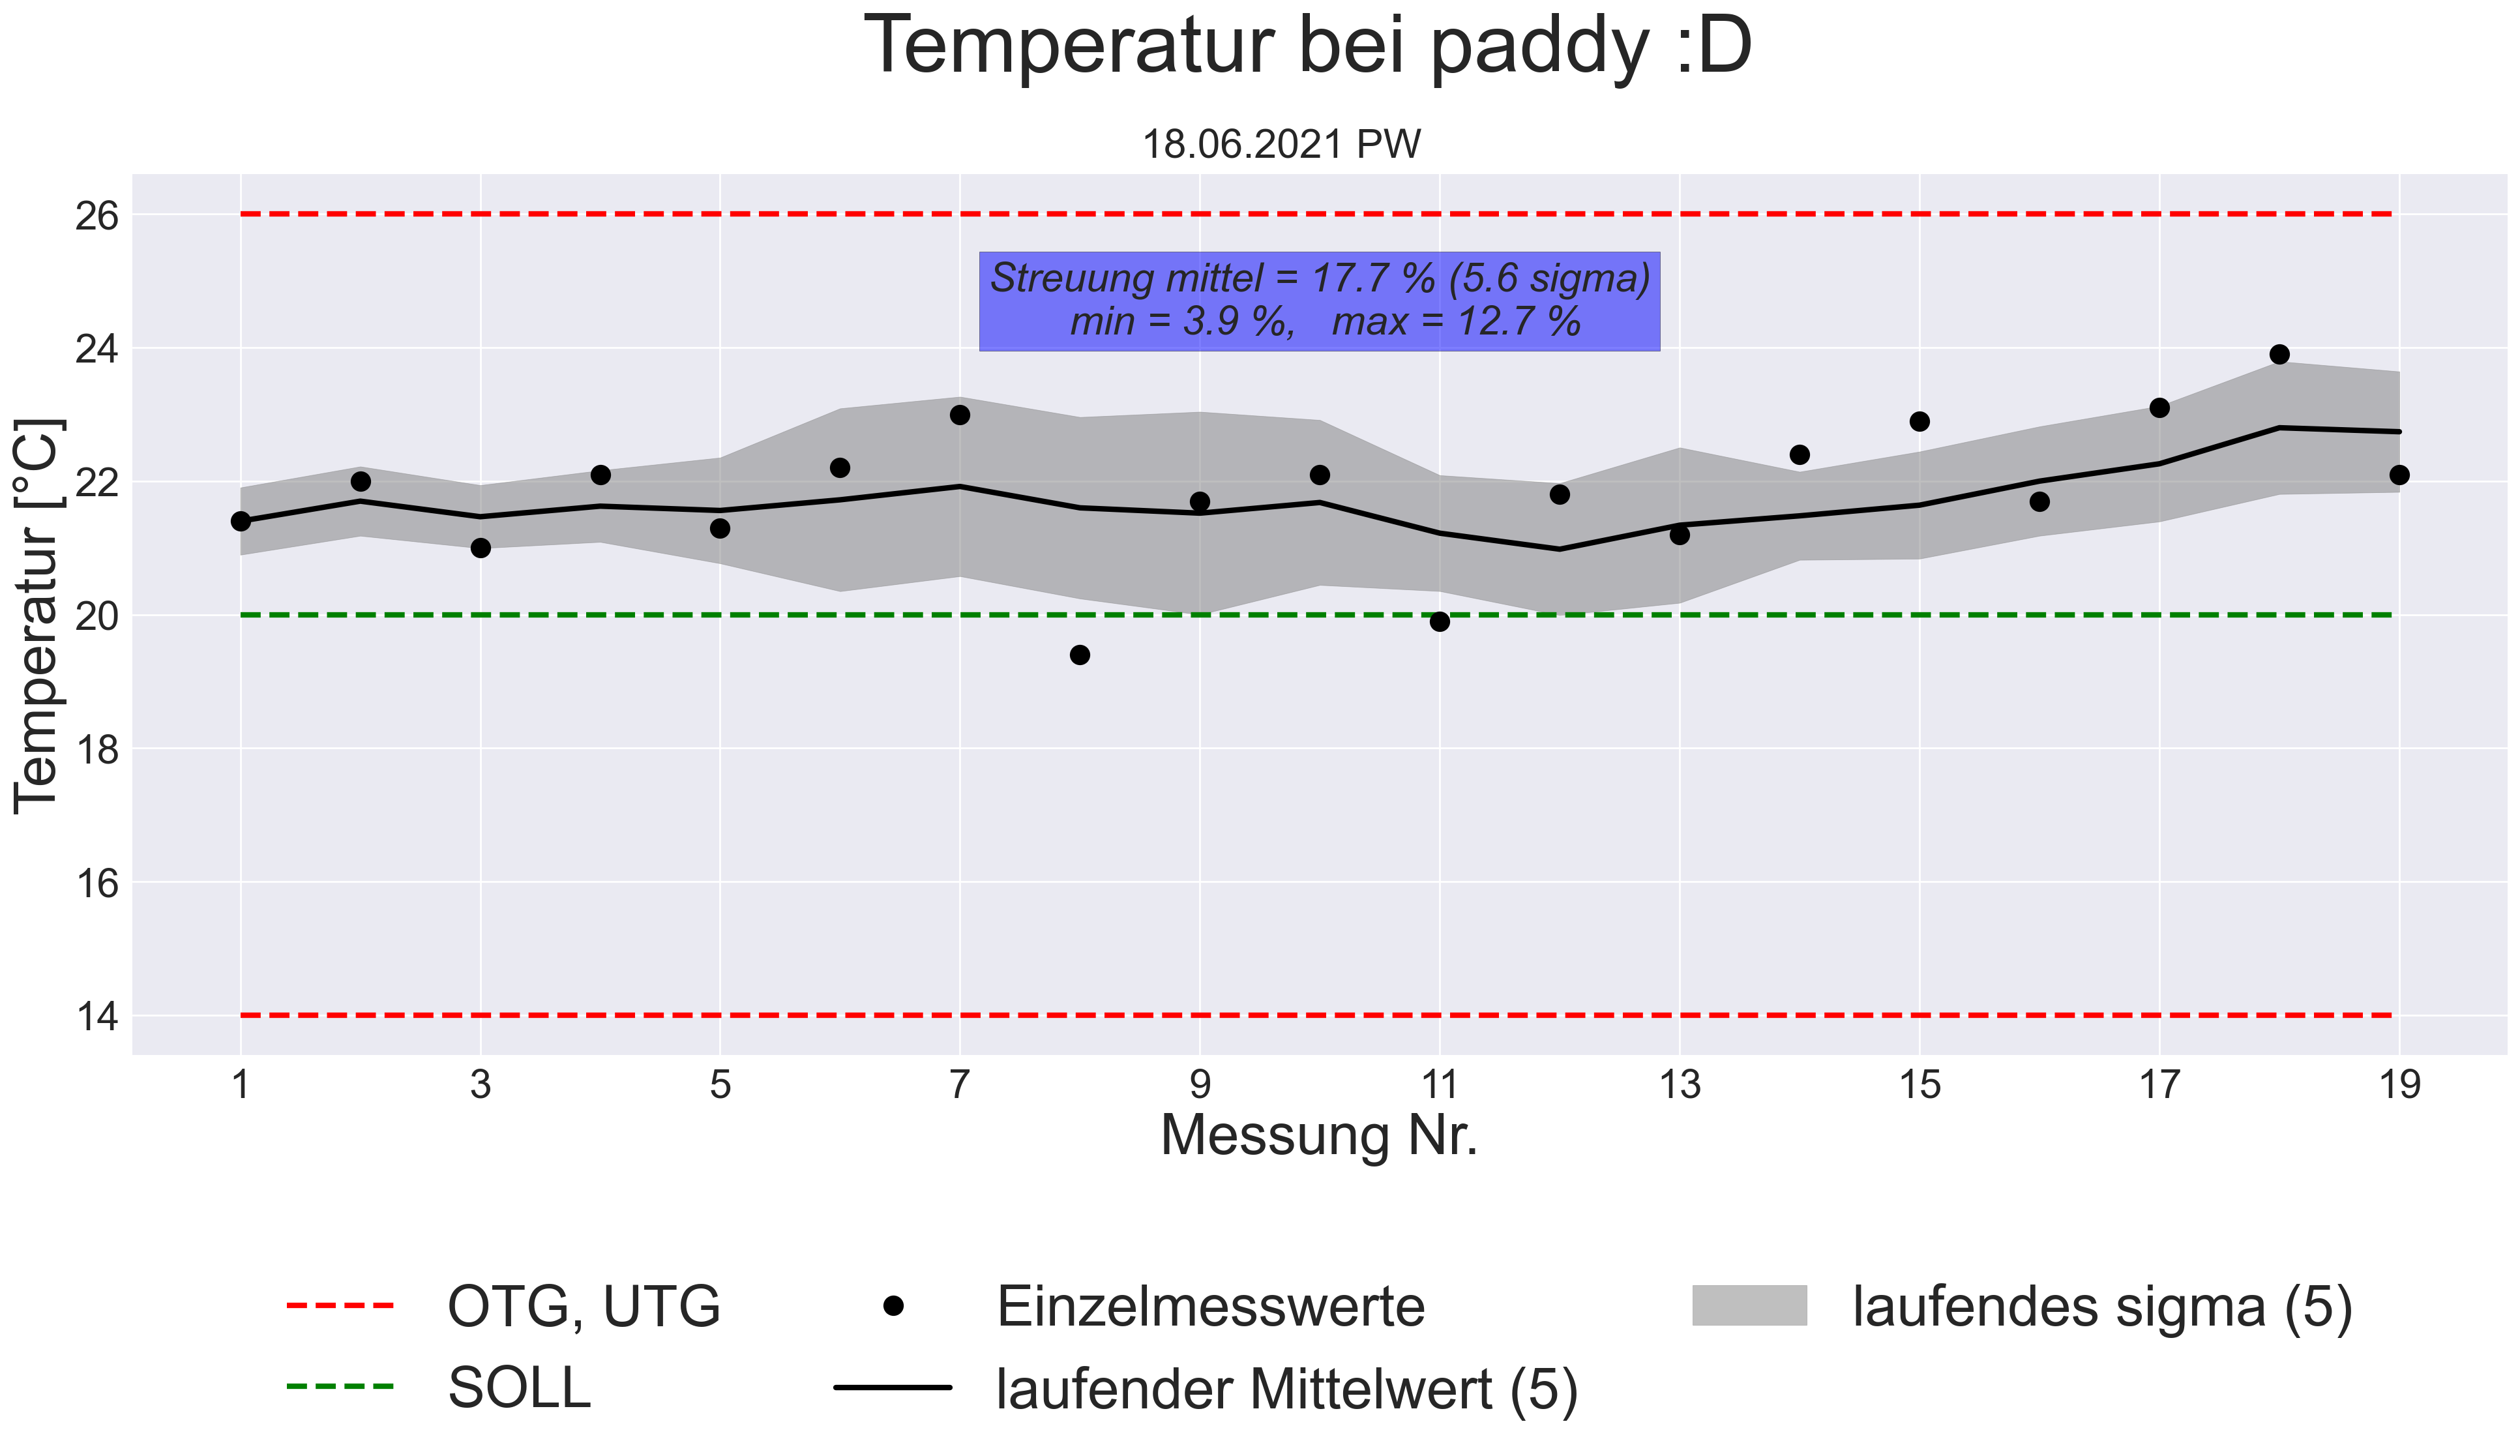 Temperatur bei paddy :D
18.06.2021 PW
Streuung mittel = 17.7 % (5.6 sigma)
min = 3.9 %,   max = 12.7 %
Temperatur [°C]
26
24
22
20
18
16
14
1 3 5 7 9 11 13 15 17 19
Messung Nr.
OTG, UTG
SOLL
Einzelmesswerte
laufender Mittelwert (5)
laufendes sigma (5)